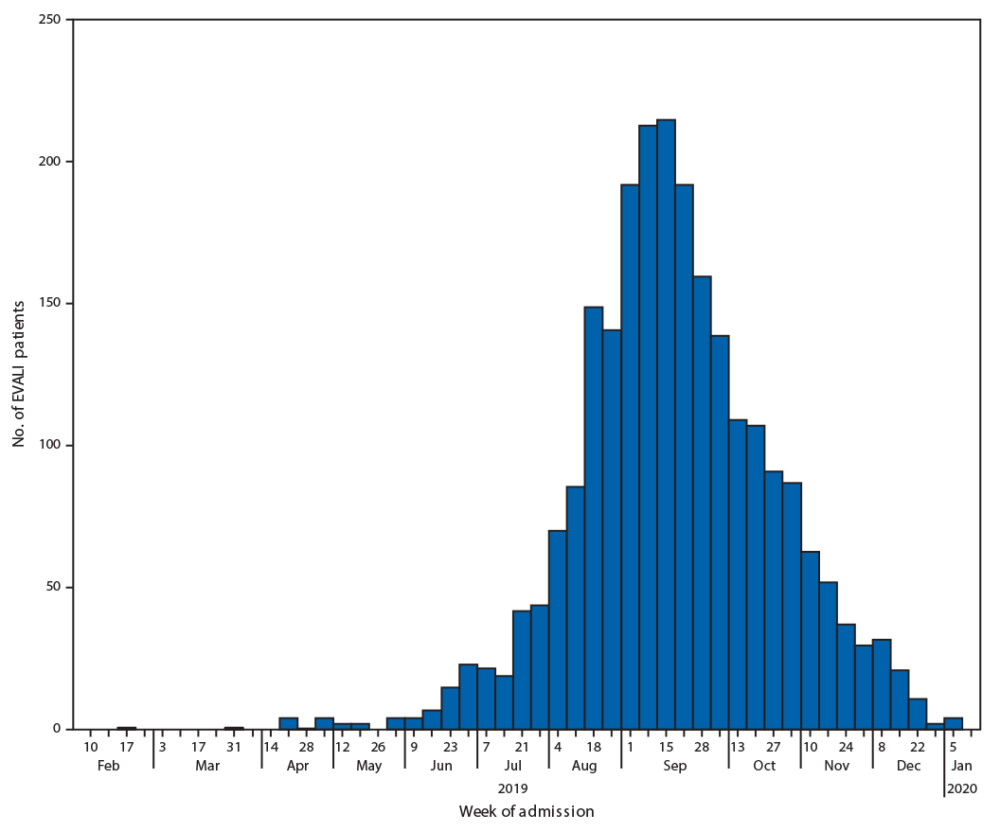 250
200
150
100
50
0
No. of EVALI patients
10 17 3 17 31 14 28 12 26 9 23 7 21 4 18 1 15 28 13 27 10 24 8 22 5
Feb Mar Apr May Jun Jul Aug Sep Oct Nov Dec Jan
2019 2020
Week of admission